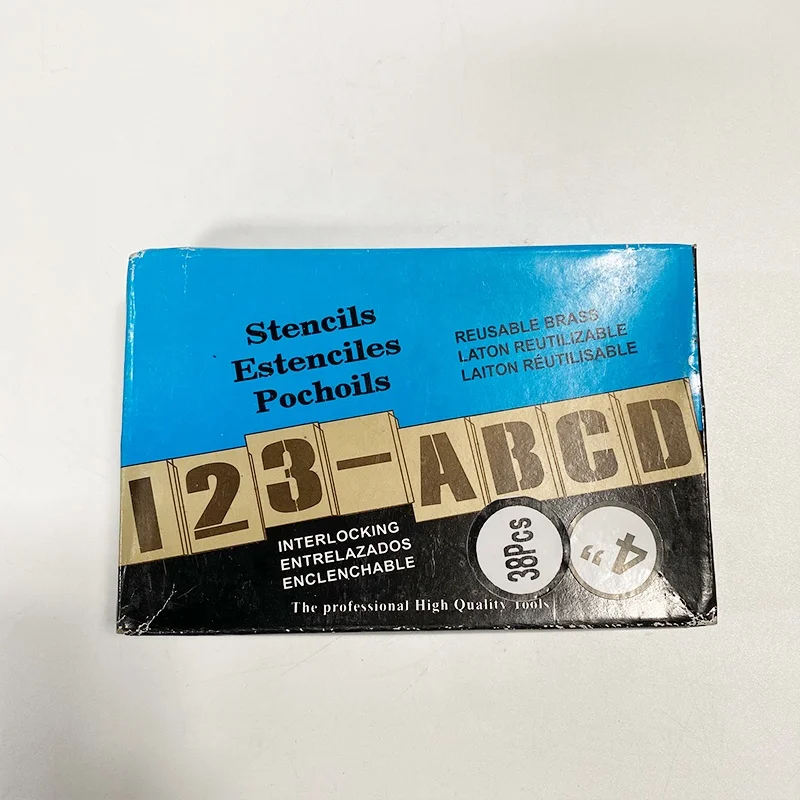 Stencils
Estenciles
Pochoils
REUSABLE BRASS
LATON REUTILIZABLE
LAITON RÉUTILISABLE
123-ABCD
INTERLOCKING
ENTRELAZADOS
ENCLENCHABLE
38Pcs
4"
The professional High Quality Tools